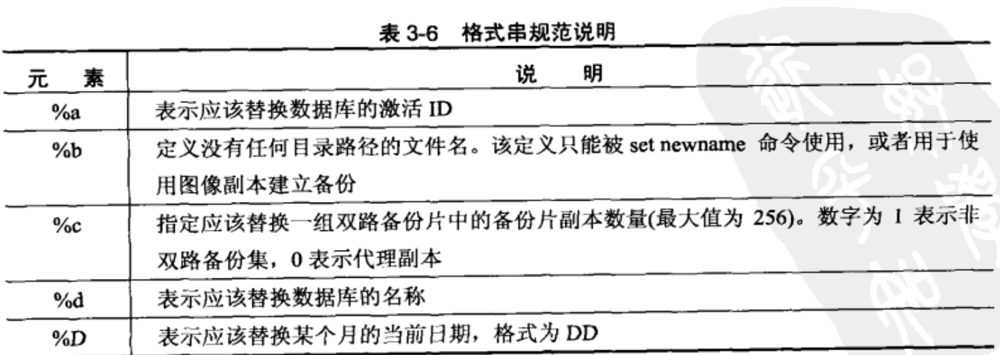 表 3-6 格式串规范说明
元 素 说 明
%a 表示应该替换数据库的激活 ID
%b 定义没有任何目录路径的文件名。该定义只能被 set newname 命令使用，或者用于使
用图像副本建立备份
%c 指定应该替换一组双路备份片中的备份片副本数量(最大值为 256)。数字为 1 表示非
双路备份集，0 表示代理副本
%d 表示应该替换数据库的名称
%D 表示应该替换某个月的当前日期，格式为 DD